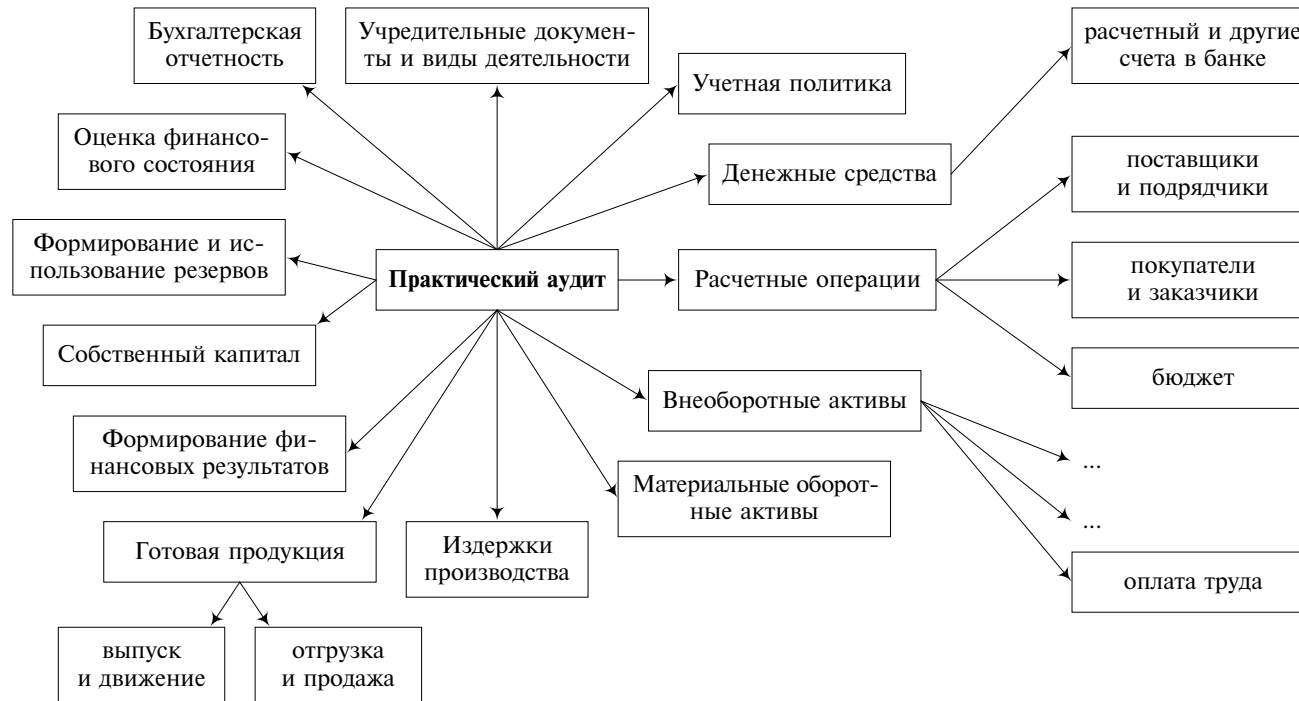 Бухгалтерская
отчетность
Учредительные докумен-
ты и виды деятельности
расчетный и другие
счета в банке
Учетная политика
Оценка финансо-
вого состояния
Денежные средства
поставщики
и подрядчики
Формирование и ис-
пользование резервов
Практический аудит
Расчетные операции
покупатели
и заказчики
Собственный капитал
Внеоборотные активы
бюджет
Формирование фи-
нансовых результатов
...
Материальные оборот-
ные активы
...
Готовая продукция
Издержки
производства
оплата труда
выпуск
и движение
отгрузка
и продажа